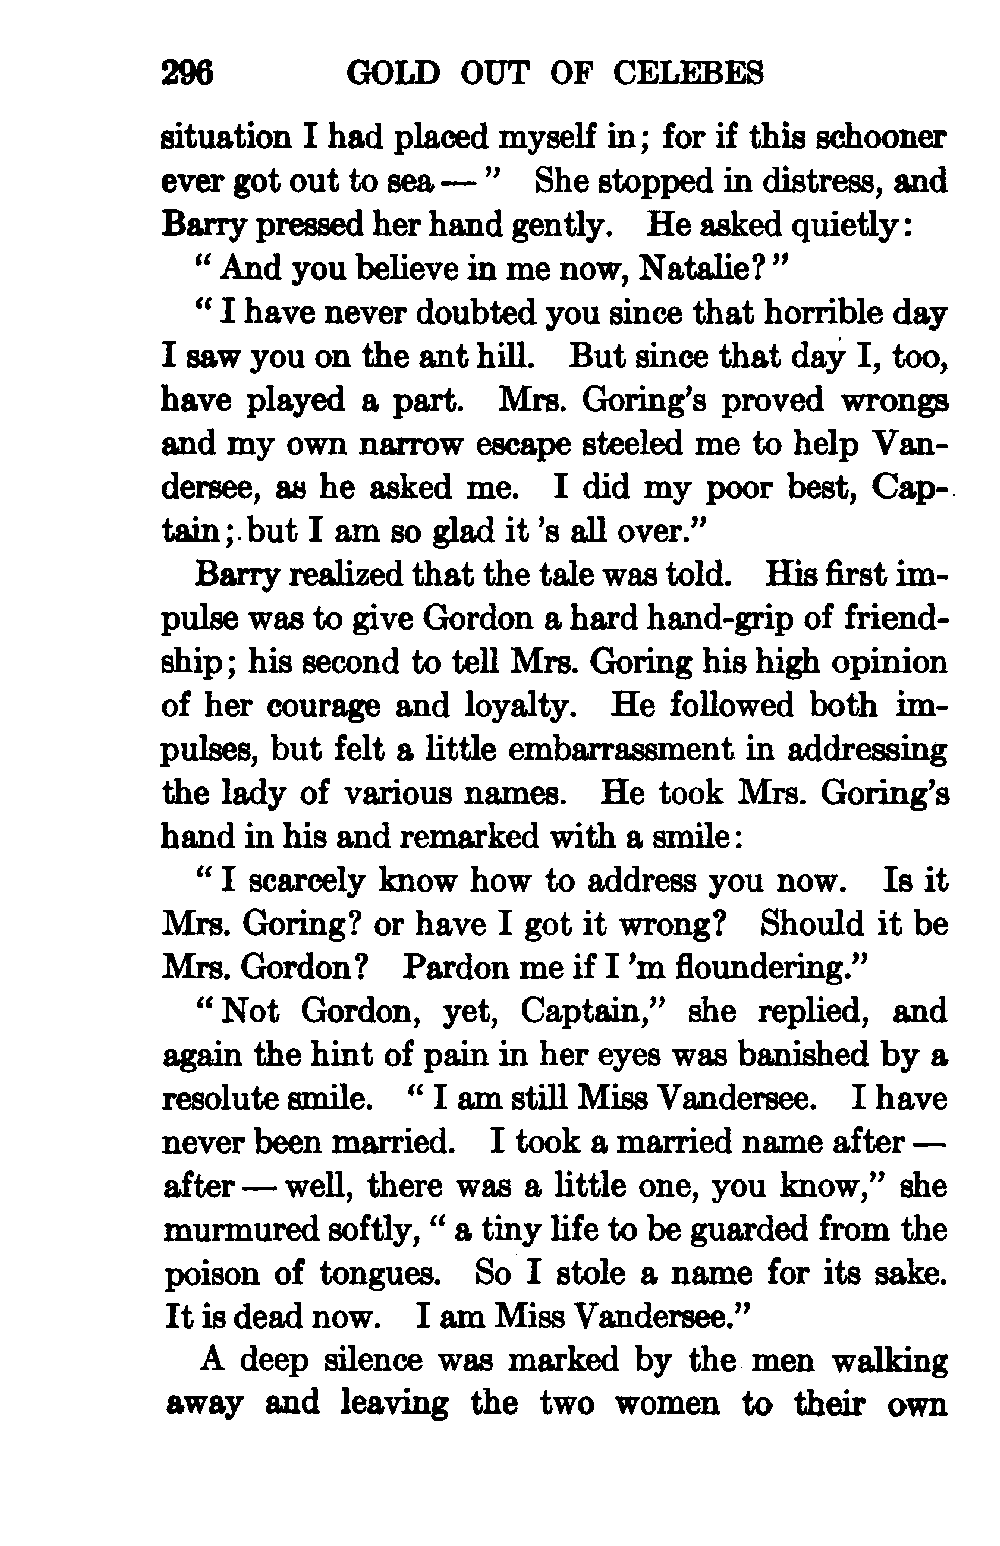 296 GOLD OUT OF CELEBES
situation I had placed myself in; for if this schooner
ever got out to sea — ” She stopped in distress, and
Barry pressed her hand gently. He asked quietly:
“ And you believe in me now, Natalie? ”
“ I have never doubted you since that horrible day
I saw you on the ant hill. But since that day I, too,
have played a part. Mrs. Goring’s proved wrongs
and my own narrow escape steeled me to help Van-
dersee, as he asked me. I did my poor best, Cap-
tain; but I am so glad it ’s all over.”
Barry realized that the tale was told. His first im-
pulse was to give Gordon a hard hand-grip of friend-
ship; his second to tell Mrs. Goring his high opinion
of her courage and loyalty. He followed both im-
pulses, but felt a little embarrassment in addressing
the lady of various names. He took Mrs. Goring’s
hand in his and remarked with a smile:
“ I scarcely know how to address you now. Is it
Mrs. Goring? or have I got it wrong? Should it be
Mrs. Gordon? Pardon me if I ’m floundering.”
“ Not Gordon, yet, Captain,” she replied, and
again the hint of pain in her eyes was banished by a
resolute smile. “ I am still Miss Vandersee. I have
never been married. I took a married name after —
after — well, there was a little one, you know,” she
murmured softly, “ a tiny life to be guarded from the
poison of tongues. So I stole a name for its sake.
It is dead now. I am Miss Vandersee.”
A deep silence was marked by the men walking
away and leaving the two women to their own